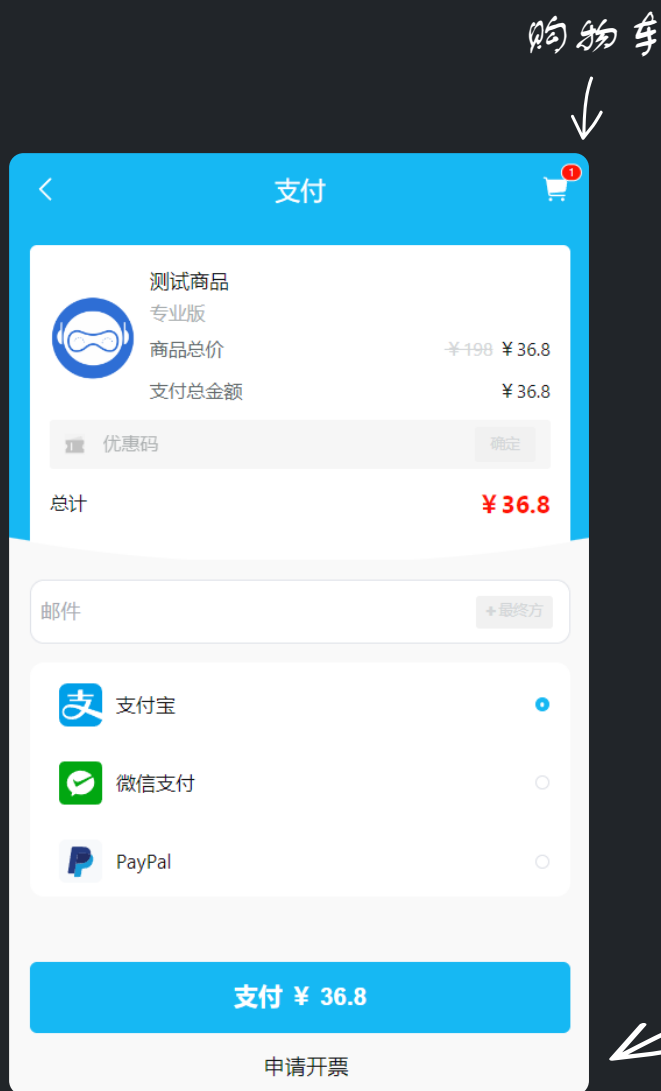 购物车
支付
1
测试商品
专业版
商品总价 ￥198 ￥36.8
支付总金额 ￥36.8
优惠码 确定
总计 ￥36.8
邮件 +最终方
支付宝
微信支付
PayPal
支付 ￥ 36.8
申请开票